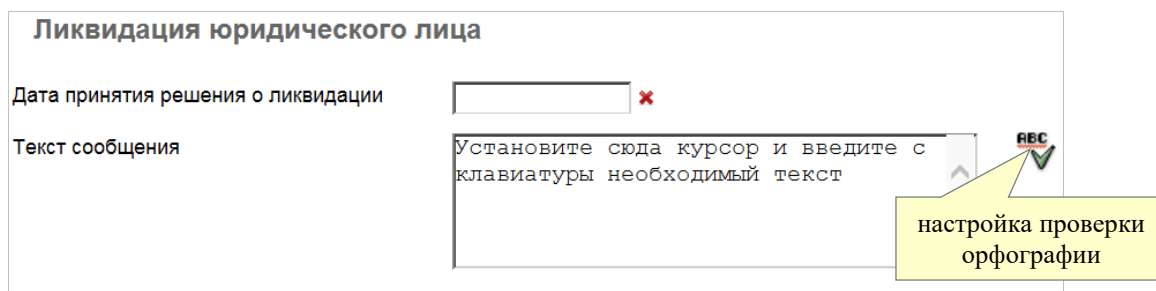 Ликвидация юридического лица
Дата принятия решения о ликвидации
Текст сообщения
Установите сюда курсор и введите с
клавиатуры необходимый текст
ABC
настройка проверки
орфографии